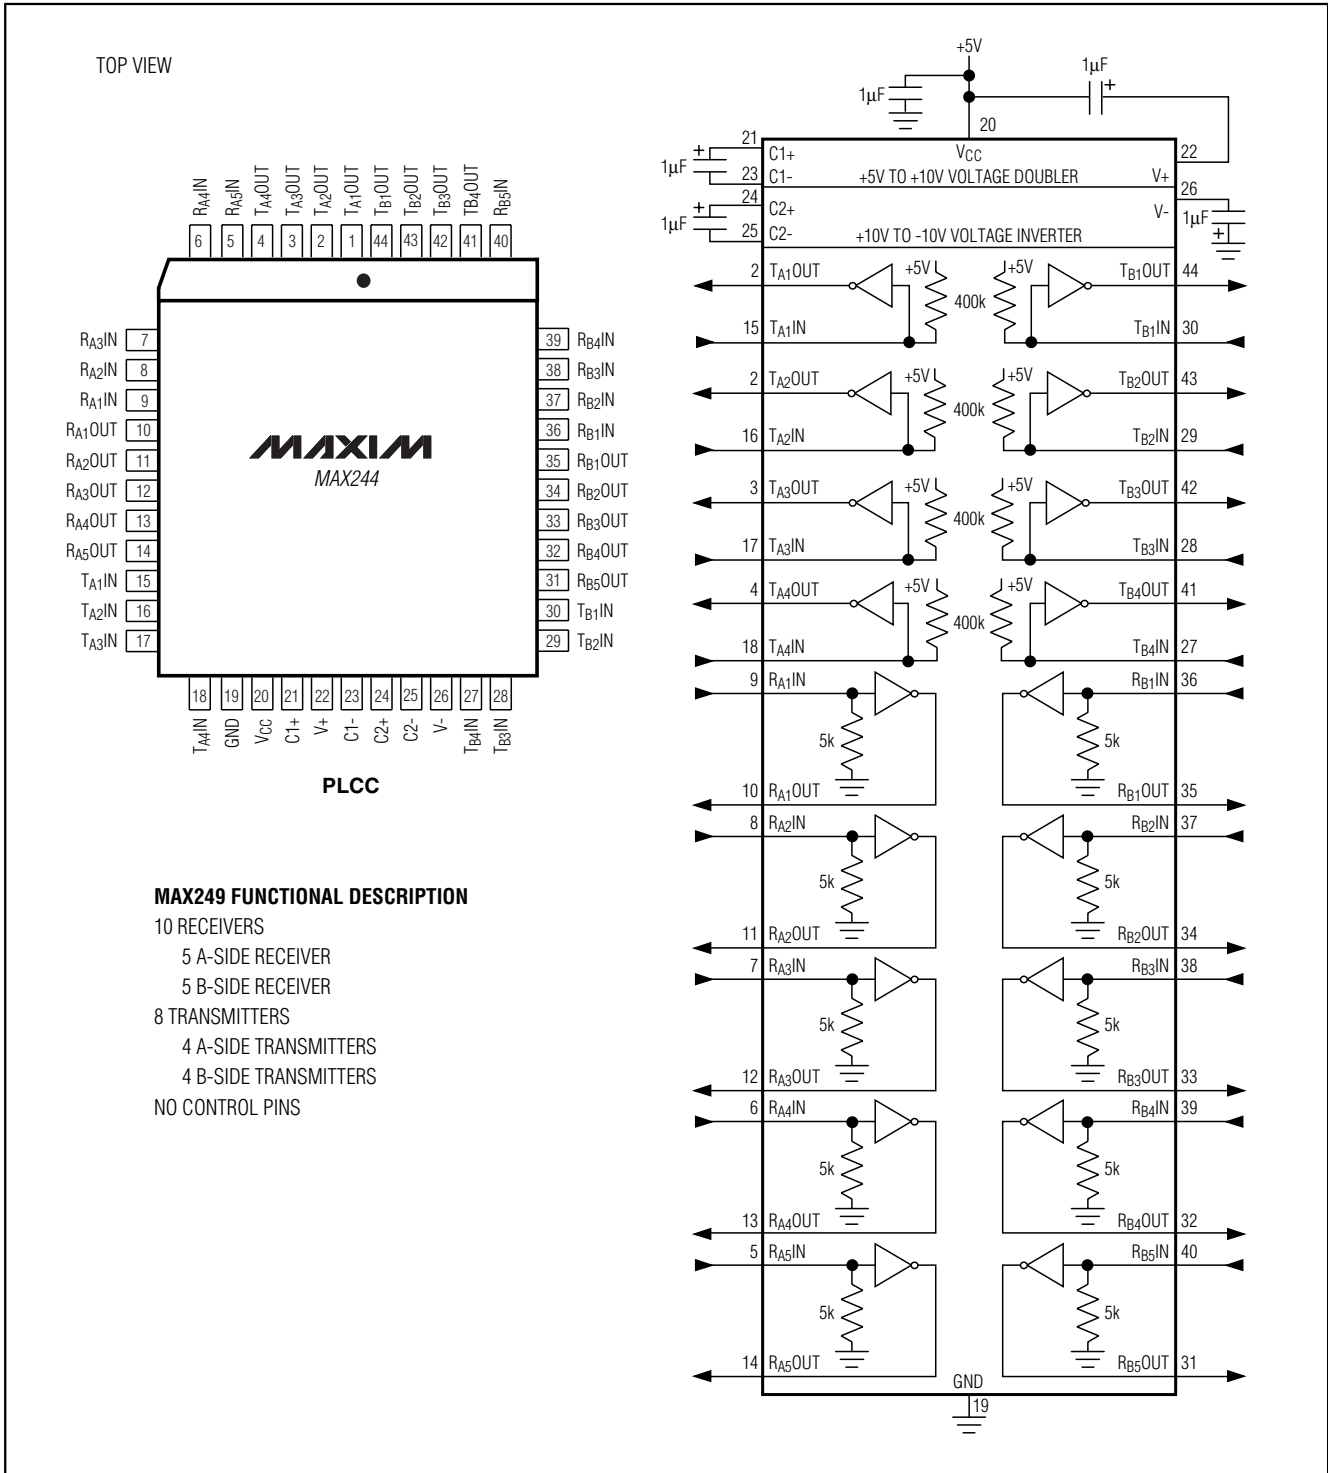 TOP VIEW
RA4IN RA5IN TA4OUT TA3OUT TA2OUT TA1OUT TB1OUT TB2OUT TB3OUT TB4OUT RB5IN
6 5 4 3 2 1 44 43 42 41 40
RA3IN 7
RA2IN 8
RA1IN 9
RA1OUT 10
RA2OUT 11
RA3OUT 12
RA4OUT 13
RA5OUT 14
TA1IN 15
TA2IN 16
TA3IN 17
MAXIM
MAX244
39 RB4IN
38 RB3IN
37 RB2IN
36 RB1IN
35 RB1OUT
34 RB2OUT
33 RB3OUT
32 RB4OUT
31 RB5OUT
30 TB1IN
29 TB2IN
18 19 20 21 22 23 24 25 26 27 28
TA4IN GND VCC C1+ V+ C1- C2+ C2- V- TB4IN TB3IN
PLCC
MAX249 FUNCTIONAL DESCRIPTION
10 RECEIVERS
5 A-SIDE RECEIVER
5 B-SIDE RECEIVER
8 TRANSMITTERS
4 A-SIDE TRANSMITTERS
4 B-SIDE TRANSMITTERS
NO CONTROL PINS
+5V
1µF
1µF +
20
21 C1+ VCC 22
+ 1µF
23 C1- +5V TO +10V VOLTAGE DOUBLER V+
24 C2+ 26
+ 1µF V- 1µF +
25 C2- +10V TO -10V VOLTAGE INVERTER
2 TA1OUT +5V +5V TB1OUT 44
400k
15 TA1IN TB1IN 30
2 TA2OUT +5V +5V TB2OUT 43
400k
16 TA2IN TB2IN 29
3 TA3OUT +5V +5V TB3OUT 42
400k
17 TA3IN TB3IN 28
4 TA4OUT +5V +5V TB4OUT 41
400k
18 TA4IN TB4IN 27
9 RA1IN RB1IN 36
5k 5k
10 RA1OUT RB1OUT 35
8 RA2IN RB2IN 37
5k 5k
11 RA2OUT RB2OUT 34
7 RA3IN RB3IN 38
5k 5k
12 RA3OUT RB3OUT 33
6 RA4IN RB4IN 39
5k 5k
13 RA4OUT RB4OUT 32
5 RA5IN RB5IN 40
5k 5k
14 RA5OUT RB5OUT 31
GND
19